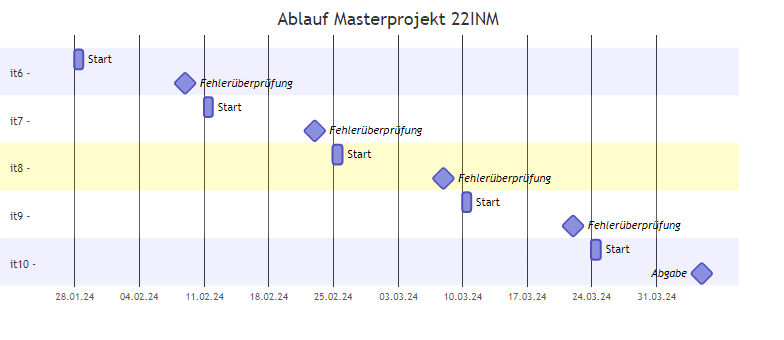 Ablauf Masterprojekt 22INM
it6 -
Start
Fehlerüberprüfung
it7 -
Start
Fehlerüberprüfung
it8 -
Start
Fehlerüberprüfung
it9 -
Start
Fehlerüberprüfung
it10 -
Start
Abgabe
28.01.24 04.02.24 11.02.24 18.02.24 25.02.24 03.03.24 10.03.24 17.03.24 24.03.24 31.03.24